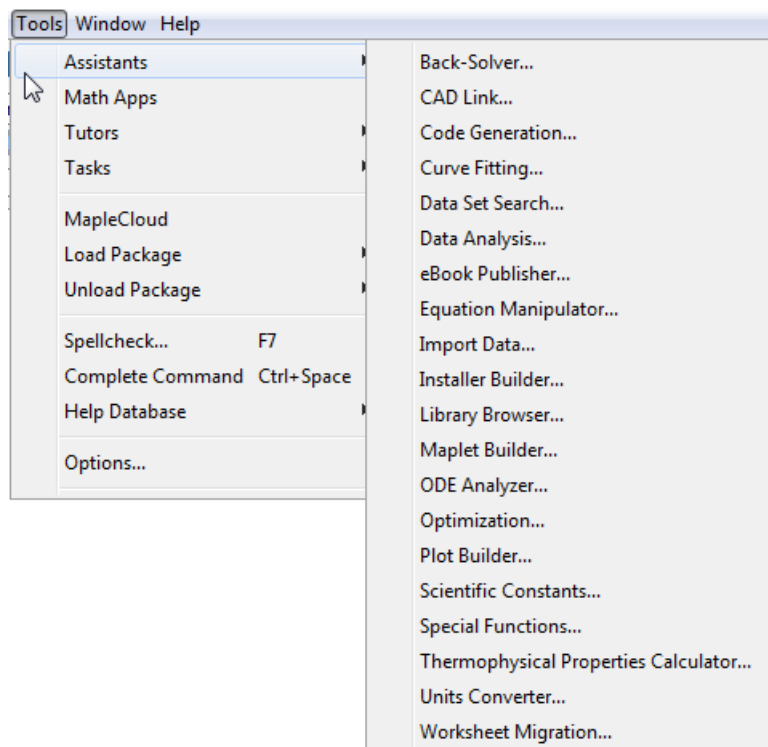 Tools Window Help
Assistants
Math Apps
Tutors
Tasks
MapleCloud
Load Package
Unload Package
Spellcheck... F7
Complete Command Ctrl+Space
Help Database
Options...
Back-Solver...
CAD Link...
Code Generation...
Curve Fitting...
Data Set Search...
Data Analysis...
eBook Publisher...
Equation Manipulator...
Import Data...
Installer Builder...
Library Browser...
Maplet Builder...
ODE Analyzer...
Optimization...
Plot Builder...
Scientific Constants...
Special Functions...
Thermophysical Properties Calculator...
Units Converter...
Worksheet Migration...